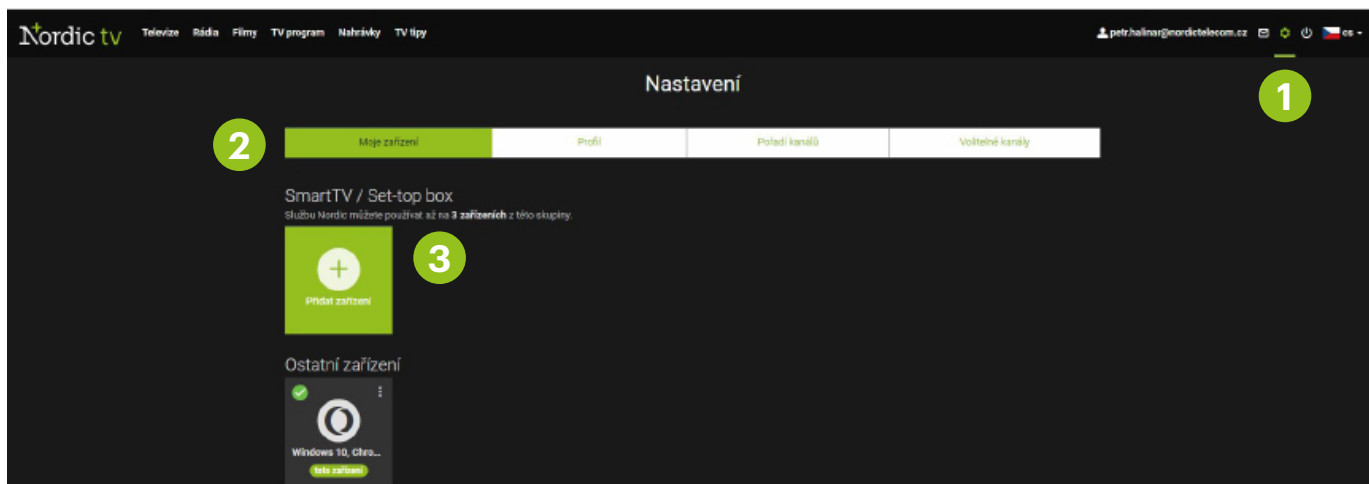 Nordic tv Televize Rádia Filmy TV program Nahrávky TV tipy petr.halinar@nordictelecom.cz cs
Nastavení
1
2
Moje zařízení Profil Pořadí kanálů Volitelné kanály
SmartTV / Set-top box
Službu Nordic můžete používat až na 3 zařízeních z této skupiny.
3
Přidat zařízení
Ostatní zařízení
Windows 10, Chro...
toto zařízení